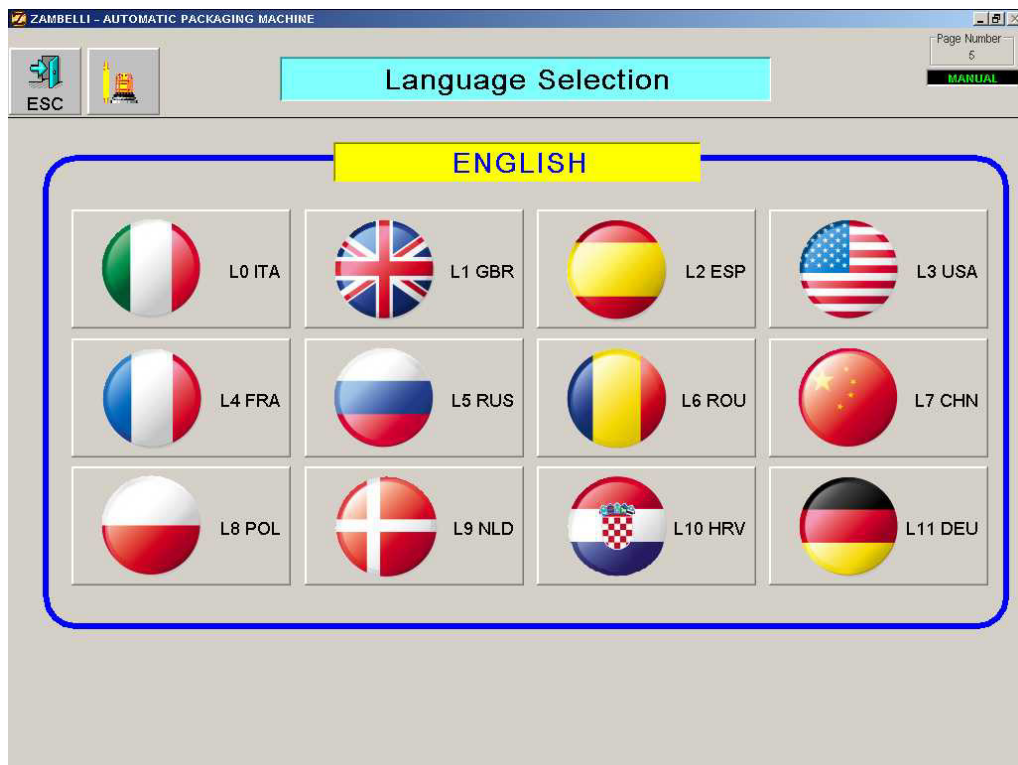 ZAMBELLI - AUTOMATIC PACKAGING MACHINE
Page Number
5
MANUAL
ESC
Language Selection
ENGLISH
L0 ITA
L1 GBR
L2 ESP
L3 USA
L4 FRA
L5 RUS
L6 ROU
L7 CHN
L8 POL
L9 NLD
L10 HRV
L11 DEU